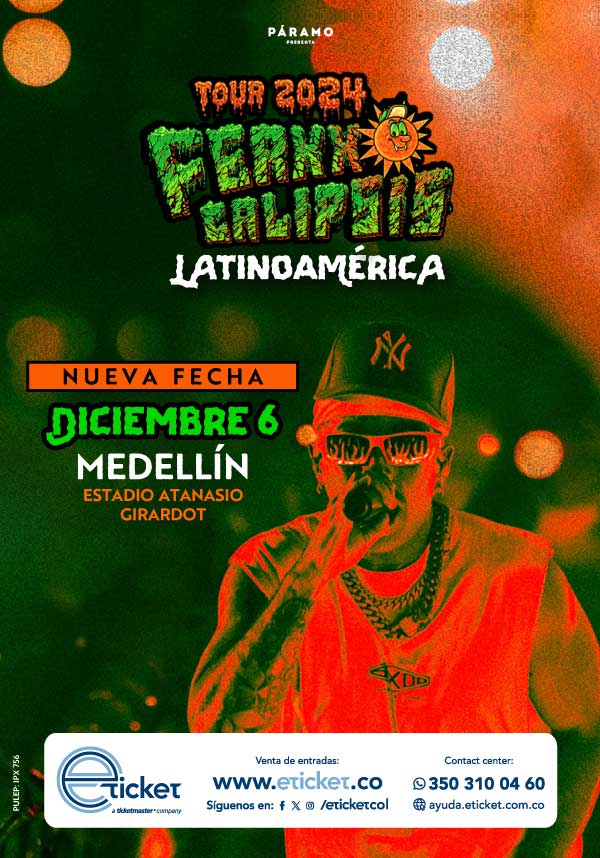 PÁRAMO
PRESENTA
TOUR 2024
FERXXO
CALIPSIS
LATINOAMÉRICA
NUEVA FECHA
DICIEMBRE 6
MEDELLÍN
ESTADIO ATANASIO
GIRARDOT
NY
AXDO
PULEP: IPX 756
eticket
a ticketmaster company
Venta de entradas:
www.eticket.co
Síguenos en: f X /eticketcol
Contact center:
350 310 04 60
ayuda.eticket.com.co